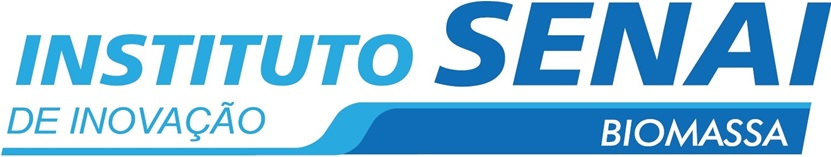 INSTITUTO SENAI
DE INOVAÇÃO
BIOMASSA